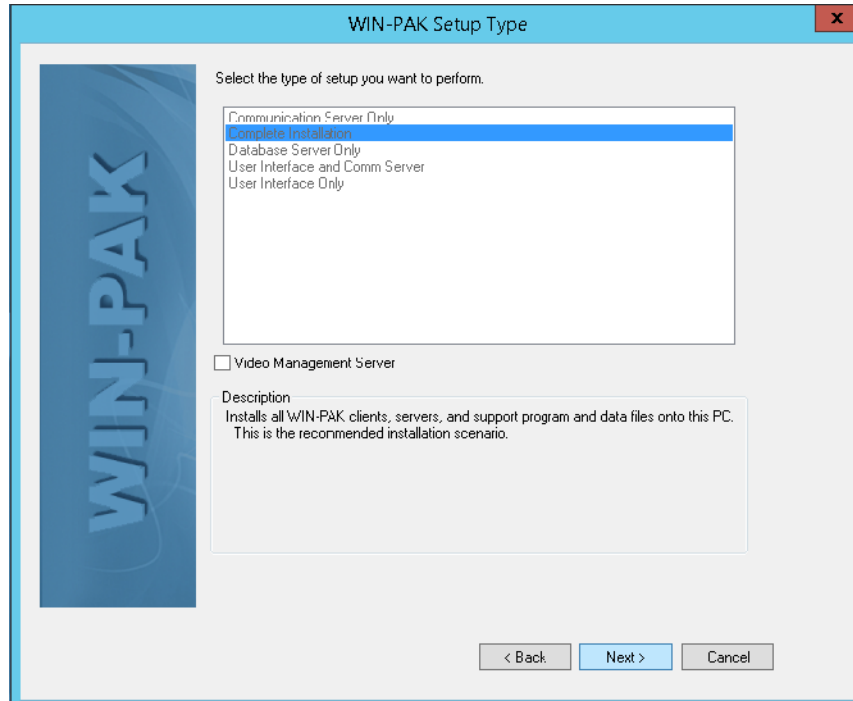 WIN-PAK Setup Type
x
Select the type of setup you want to perform.
Communication Server Only
Complete Installation
Database Server Only
User Interface and Comm Server
User Interface Only
WIN-PAK
Video Management Server
Description
Installs all WIN-PAK clients, servers, and support program and data files onto this PC.
This is the recommended installation scenario.
< Back
Next >
Cancel